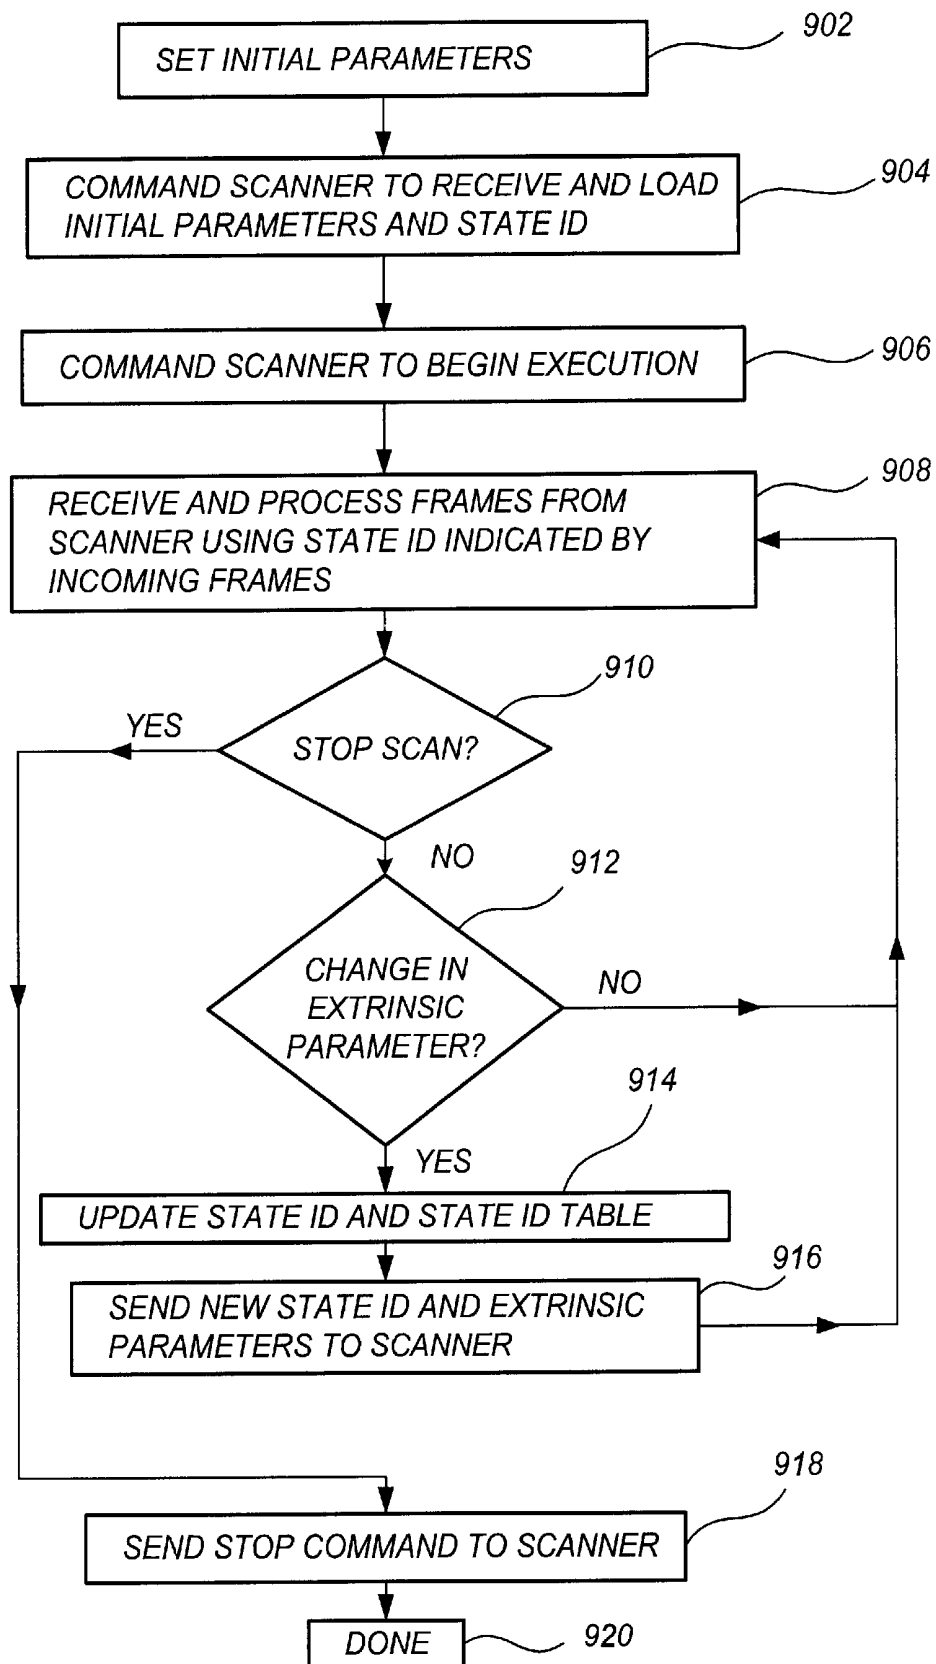 902
SET INITIAL PARAMETERS
904
COMMAND SCANNER TO RECEIVE AND LOAD
INITIAL PARAMETERS AND STATE ID
906
COMMAND SCANNER TO BEGIN EXECUTION
908
RECEIVE AND PROCESS FRAMES FROM
SCANNER USING STATE ID INDICATED BY
INCOMING FRAMES
910
YES
STOP SCAN?
NO
912
CHANGE IN
EXTRINSIC
PARAMETER?
NO
914
YES
UPDATE STATE ID AND STATE ID TABLE
916
SEND NEW STATE ID AND EXTRINSIC
PARAMETERS TO SCANNER
918
SEND STOP COMMAND TO SCANNER
DONE
920